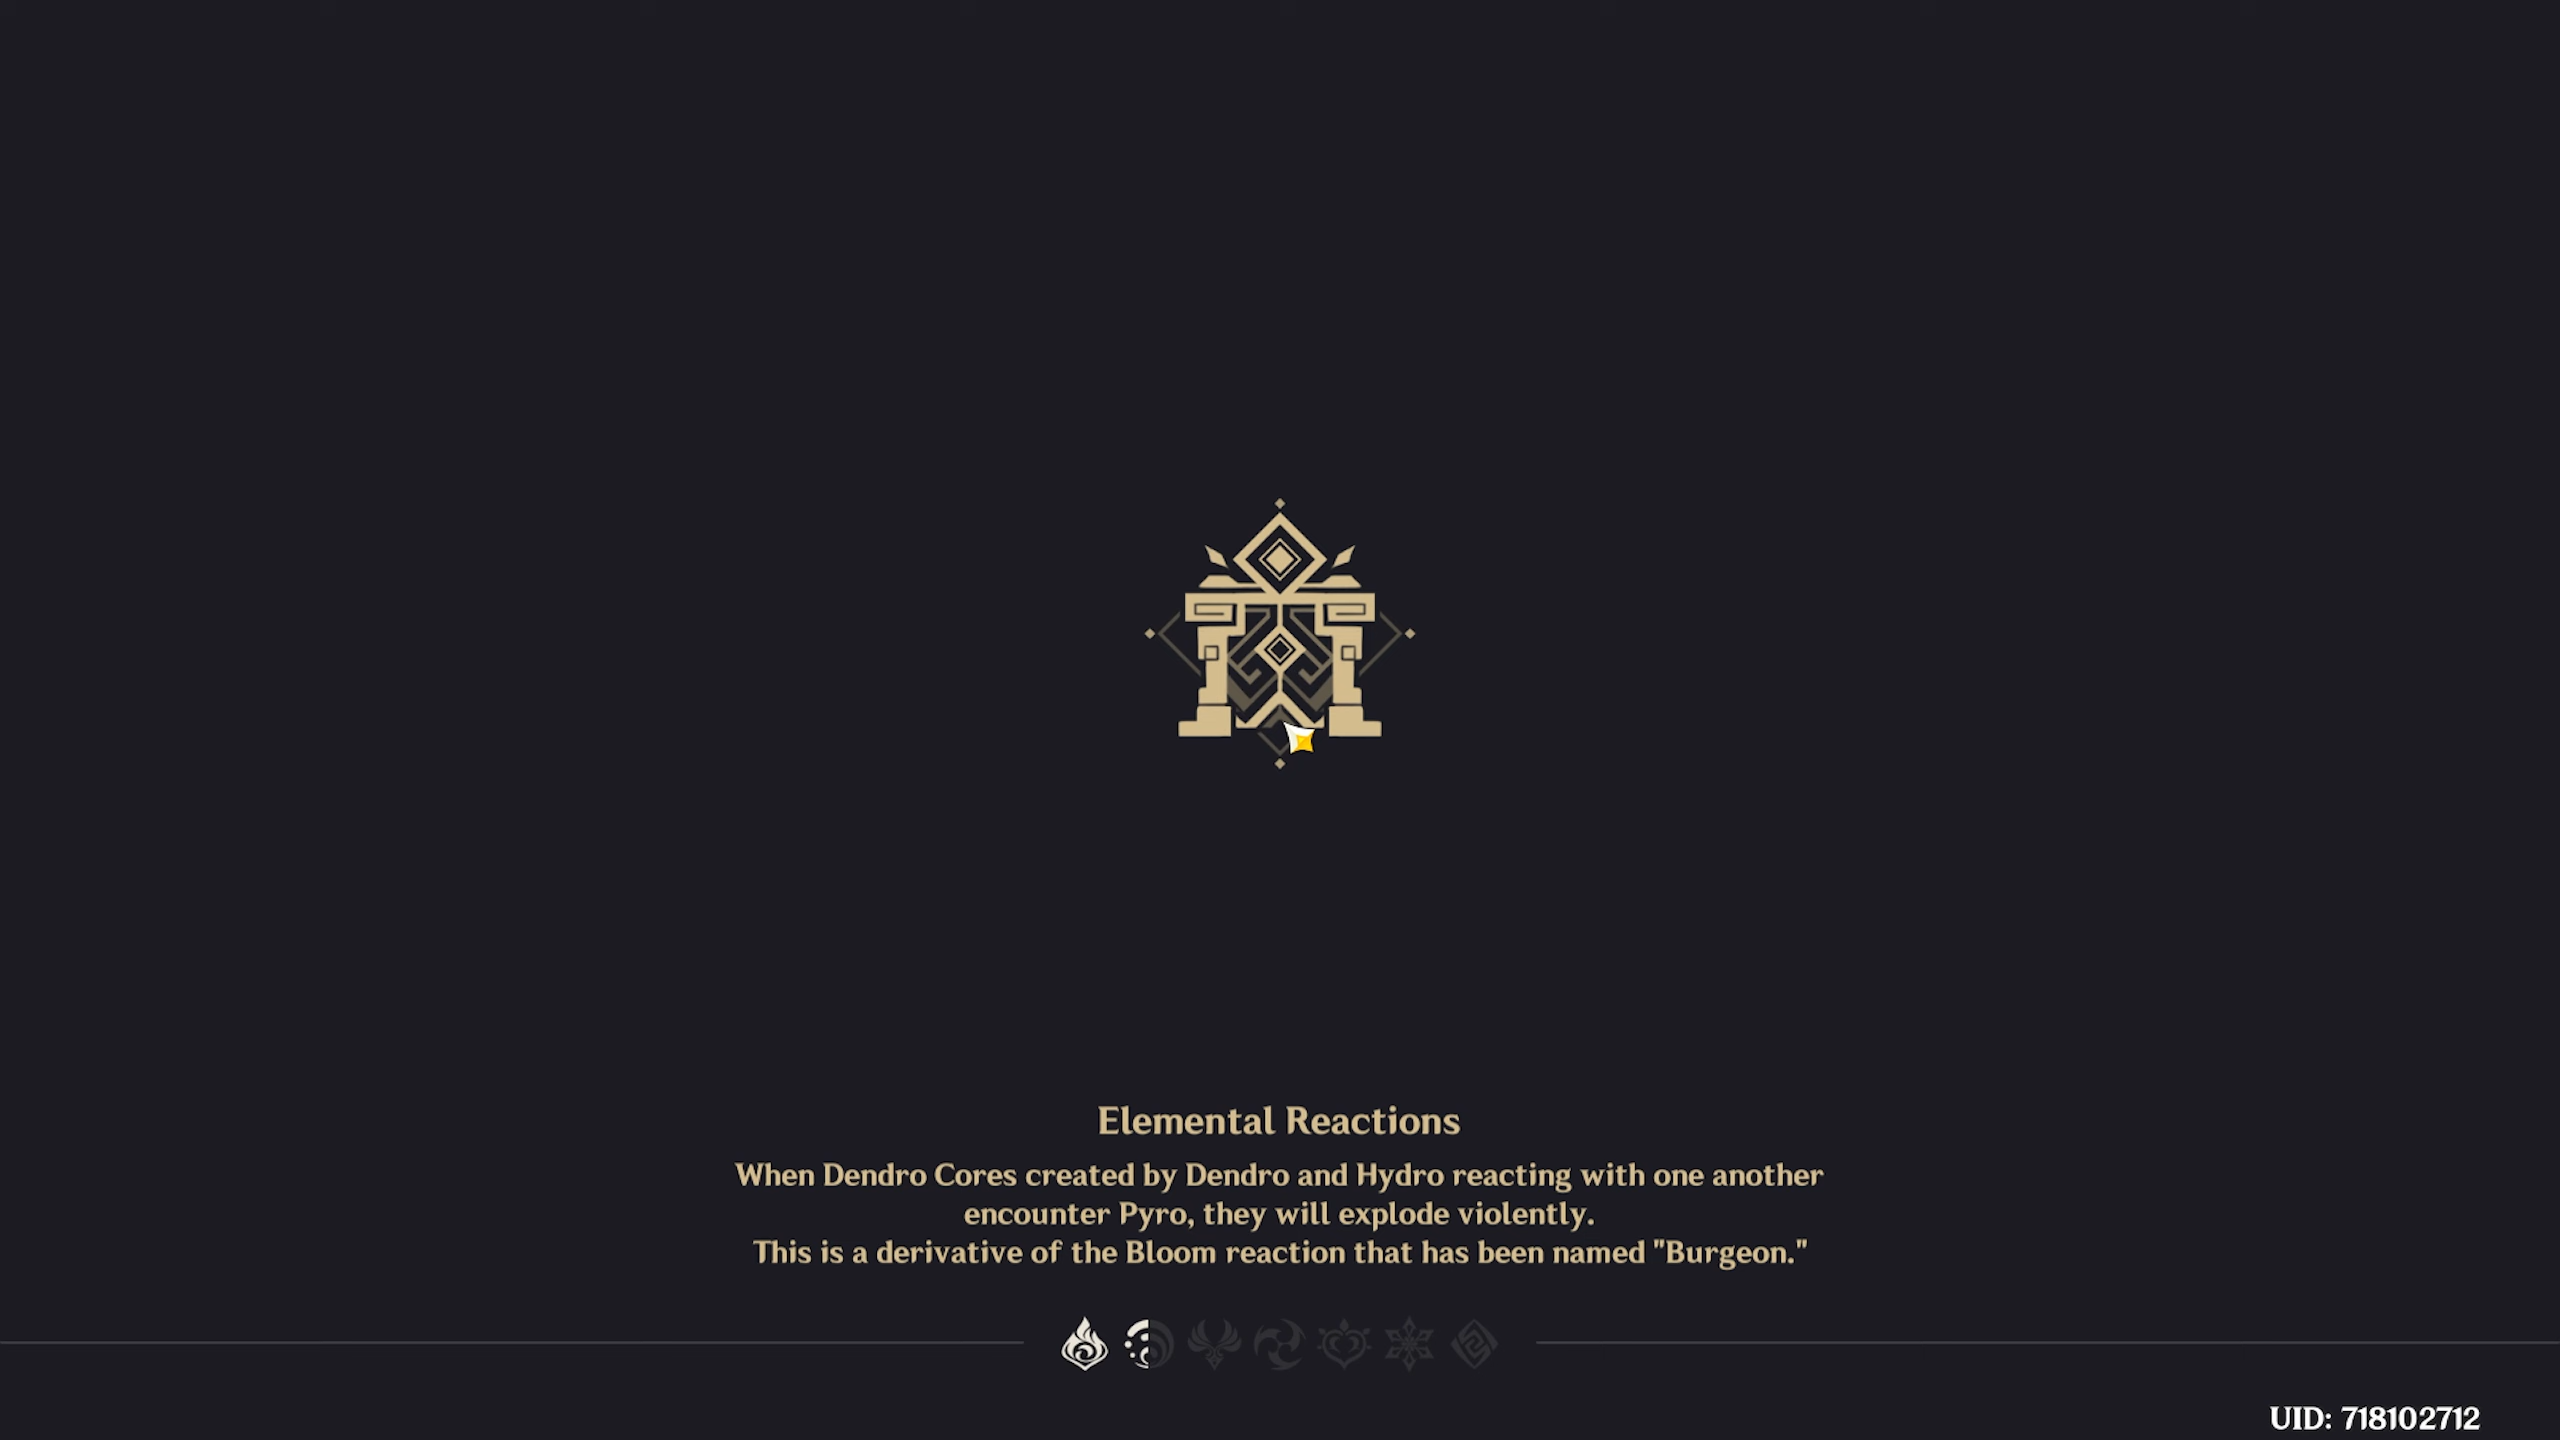 Elemental Reactions
When Dendro Cores created by Dendro and Hydro reacting with one another
encounter Pyro, they will explode violently.
This is a derivative of the Bloom reaction that has been named "Burgeon."
UID: 718102712